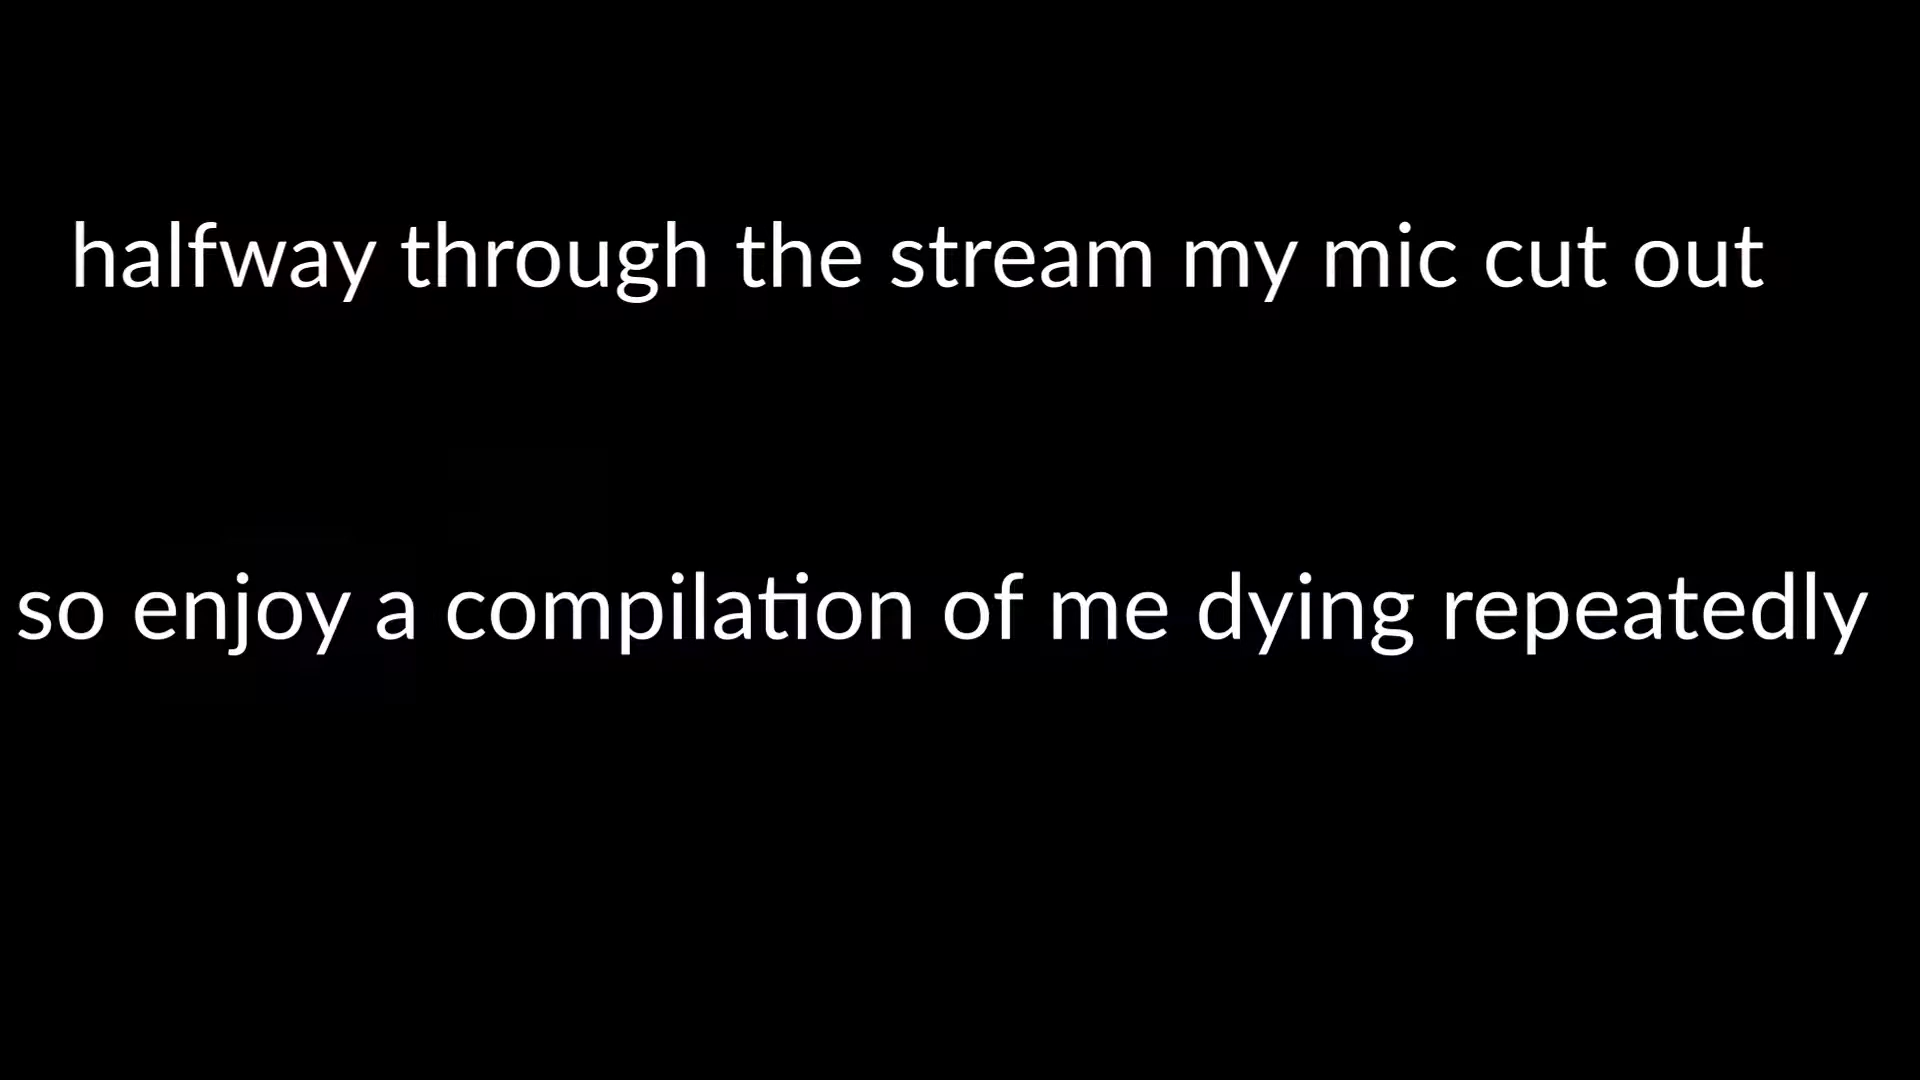 halfway through the stream my mic cut out
so enjoy a compilation of me dying repeatedly